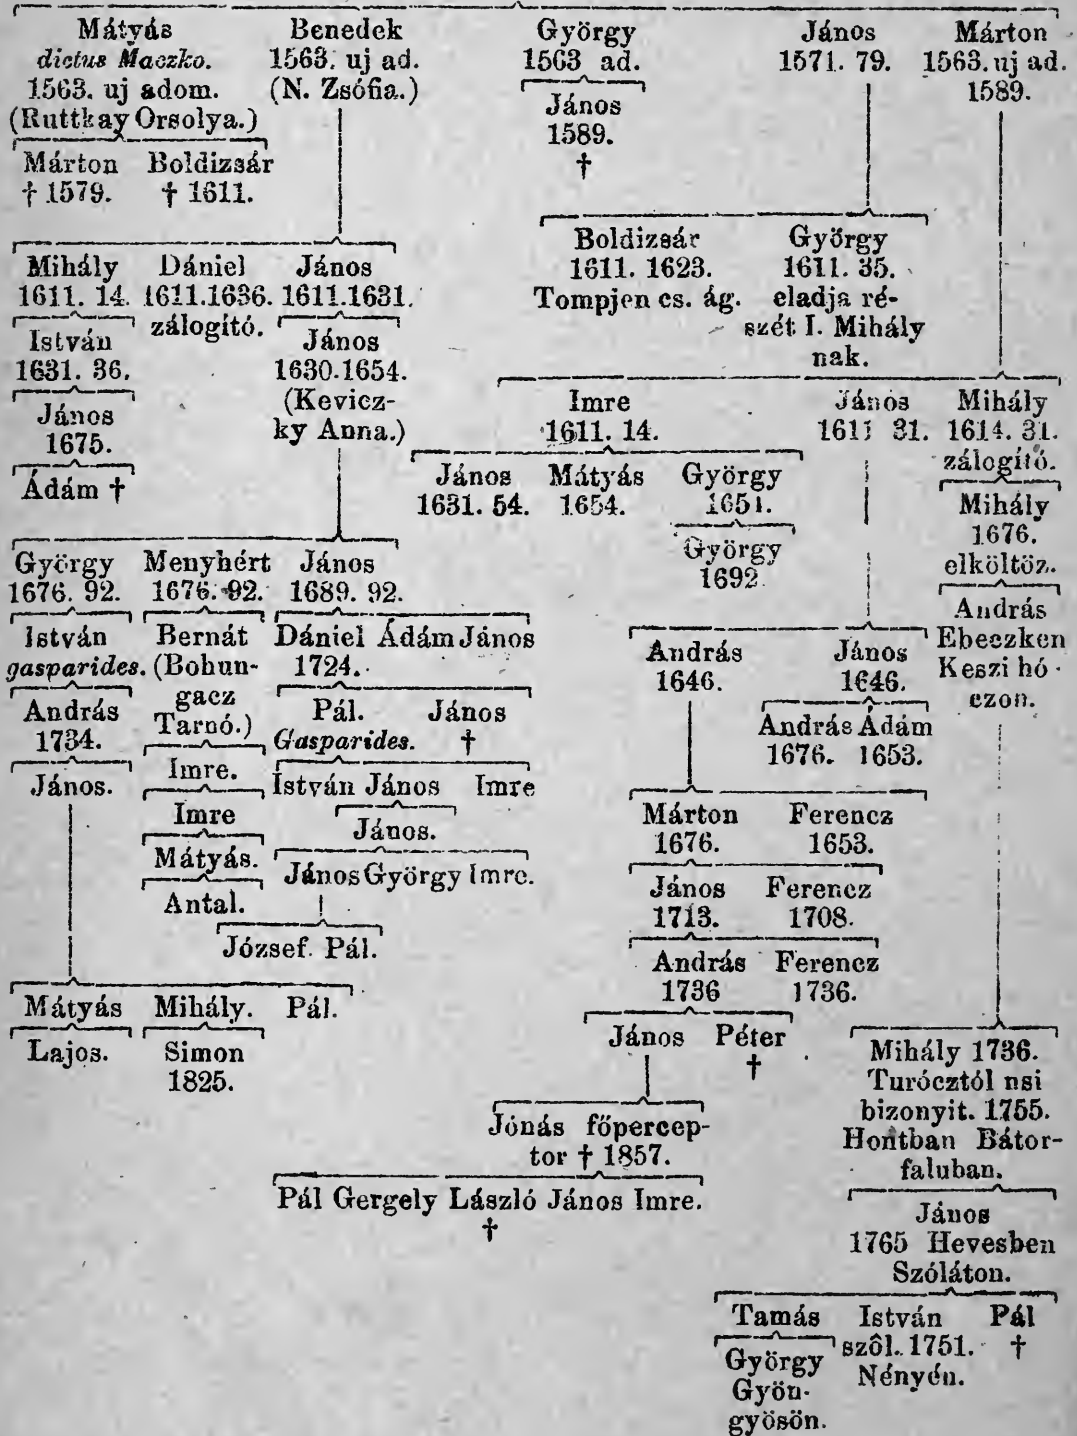 Mátyás Benedek György János Márton
dictus Maczko. 1563. uj ad. 1563 ad. 1571. 79. 1563. uj ad.
1563. uj adom. (N. Zsófia.) János 1589.
(Ruttkay Orsolya.) 1589.
Márton Boldizsár †
† 1579. † 1611.
Boldizsár György
1611. 1623. 1611. 35.
Tompjen cs. ág. eladja ré-
szét I. Mihály
nak.
Mihály Dániel János
1611. 14. 1611.1636. 1611.1631.
István zálogító. János
1631. 36. 1630.1654.
János (Kevicz-
1675. ky Anna.)
Ádám †
Imre János Mihály
1611. 14. 1611 31. 1614. 31.
zálogító.
János Mátyás György Mihály
1631. 54. 1654. 1651. 1676.
György elköltöz.
1692
György Menyhért János
1676. 92. 1676. 92. 1689. 92.
István Bernát Dániel Ádám János
gasparides. (Bohun- 1724.
András gacz Pál. János
1734. Tarnó.) Gasparides. †
János. Imre. István János Imre
Imre János.
Mátyás. János György Imre.
Antal.
József. Pál.
András János András
1646. 1646. Ebeczken
Keszi hó-
czon.
András Ádám
1676. 1653.
Márton Ferencz
1676. 1653.
János Ferencz
1713. 1708.
András Ferencz
1736 1736.
Mátyás Mihály. Pál.
Lajos. Simon
1825.
János Péter
†
Jónás főpercep-
tor † 1857.
Pál Gergely László János Imre.
†
Mihály 1736.
Turócztól nsi
bizonyit. 1755.
Hontban Bátor-
faluban.
János
1765 Hevesben
Szóláton.
Tamás István Pál
György szôl. 1751. †
Gyön- Nényén.
gyösön.